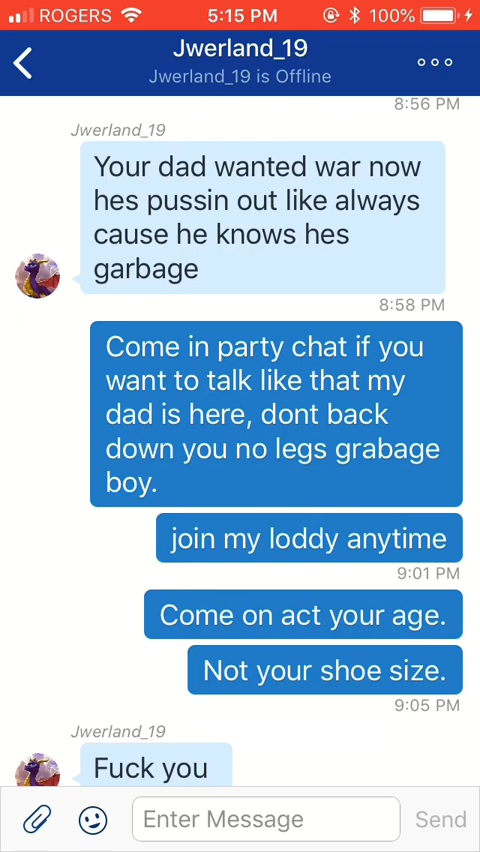 ROGERS 5:15 PM 100%
Jwerland_19
Jwerland_19 is Offline
8:56 PM
Jwerland_19
Your dad wanted war now
hes pussin out like always
cause he knows hes
garbage
8:58 PM
Come in party chat if you
want to talk like that my
dad is here, dont back
down you no legs grabage
boy.
join my loddy anytime
9:01 PM
Come on act your age.
Not your shoe size.
9:05 PM
Jwerland_19
Fuck you
Enter Message
Send